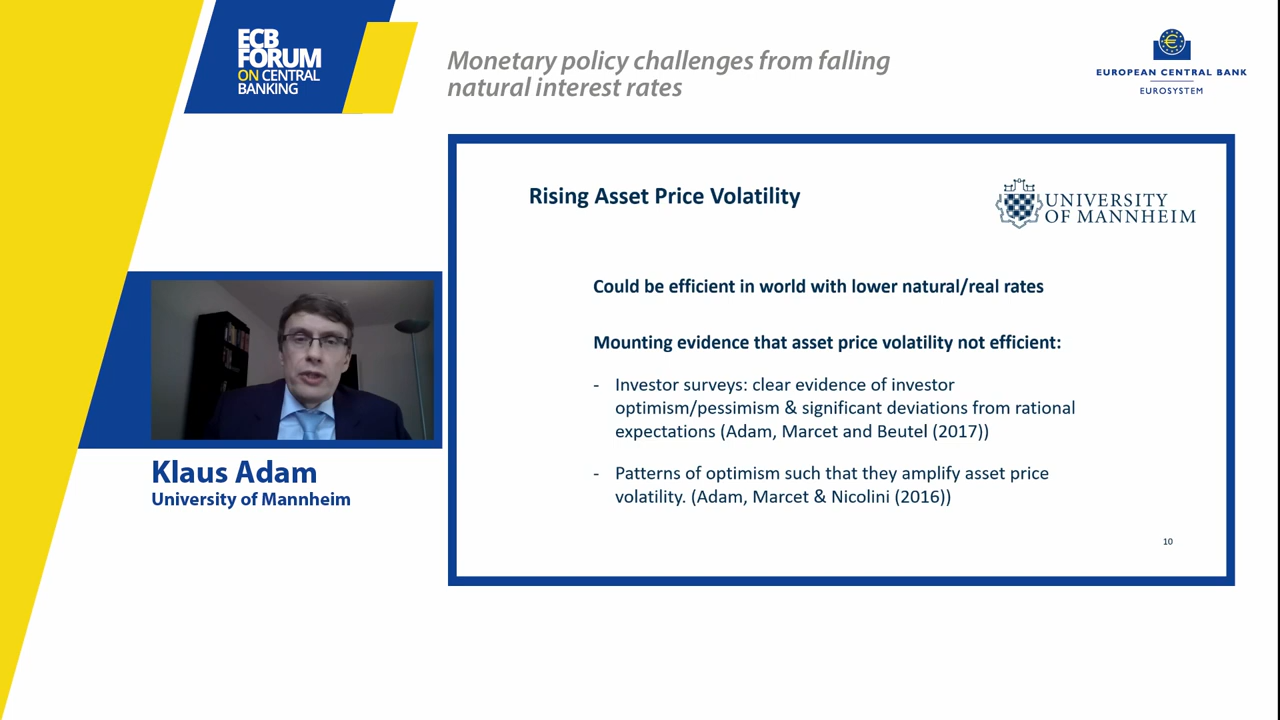 ECB
FORUM
ON CENTRAL
BANKING
Monetary policy challenges from falling
natural interest rates
EUROPEAN CENTRAL BANK
EUROSYSTEM
Rising Asset Price Volatility
UNIVERSITY
OF MANNHEIM
Could be efficient in world with lower natural/real rates
Mounting evidence that asset price volatility not efficient:
- Investor surveys: clear evidence of investor
optimism/pessimism & significant deviations from rational
expectations (Adam, Marcet and Beutel (2017))
- Patterns of optimism such that they amplify asset price
volatility. (Adam, Marcet & Nicolini (2016))
10
Klaus Adam
University of Mannheim